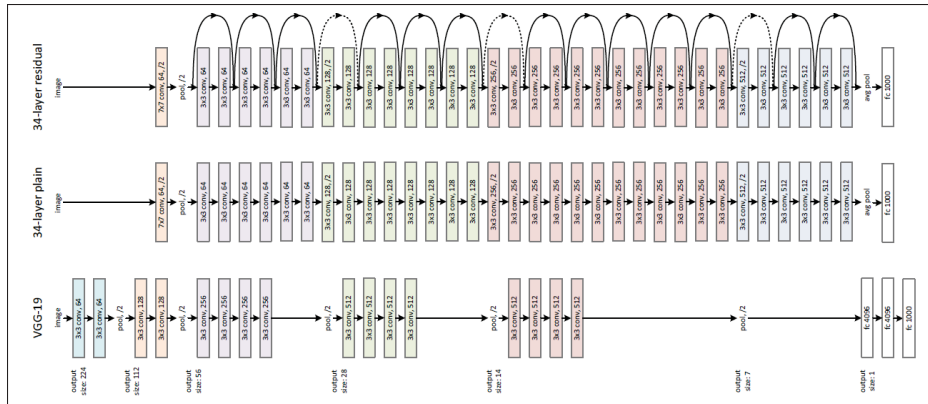 34-layer residual
image
7x7 conv, 64, /2
pool, /2
3x3 conv, 64
3x3 conv, 64
3x3 conv, 64
3x3 conv, 64
3x3 conv, 64
3x3 conv, 64
3x3 conv, 128, /2
3x3 conv, 128
3x3 conv, 128
3x3 conv, 128
3x3 conv, 128
3x3 conv, 128
3x3 conv, 128
3x3 conv, 128
3x3 conv, 256, /2
3x3 conv, 256
3x3 conv, 256
3x3 conv, 256
3x3 conv, 256
3x3 conv, 256
3x3 conv, 256
3x3 conv, 256
3x3 conv, 256
3x3 conv, 256
3x3 conv, 256
3x3 conv, 256
3x3 conv, 512, /2
3x3 conv, 512
3x3 conv, 512
3x3 conv, 512
3x3 conv, 512
3x3 conv, 512
avg pool
fc 1000
34-layer plain
image
7x7 conv, 64, /2
pool, /2
3x3 conv, 64
3x3 conv, 64
3x3 conv, 64
3x3 conv, 64
3x3 conv, 64
3x3 conv, 64
3x3 conv, 128, /2
3x3 conv, 128
3x3 conv, 128
3x3 conv, 128
3x3 conv, 128
3x3 conv, 128
3x3 conv, 128
3x3 conv, 128
3x3 conv, 256, /2
3x3 conv, 256
3x3 conv, 256
3x3 conv, 256
3x3 conv, 256
3x3 conv, 256
3x3 conv, 256
3x3 conv, 256
3x3 conv, 256
3x3 conv, 256
3x3 conv, 256
3x3 conv, 256
3x3 conv, 512, /2
3x3 conv, 512
3x3 conv, 512
3x3 conv, 512
3x3 conv, 512
3x3 conv, 512
avg pool
fc 1000
VGG-19
image
3x3 conv, 64
3x3 conv, 64
pool, /2
3x3 conv, 128
3x3 conv, 128
pool, /2
3x3 conv, 256
3x3 conv, 256
3x3 conv, 256
3x3 conv, 256
pool, /2
3x3 conv, 512
3x3 conv, 512
3x3 conv, 512
3x3 conv, 512
pool, /2
3x3 conv, 512
3x3 conv, 512
3x3 conv, 512
3x3 conv, 512
pool, /2
fc 4096
fc 4096
fc 1000
output
size: 224
output
size: 112
output
size: 56
output
size: 28
output
size: 14
output
size: 7
output
size: 1